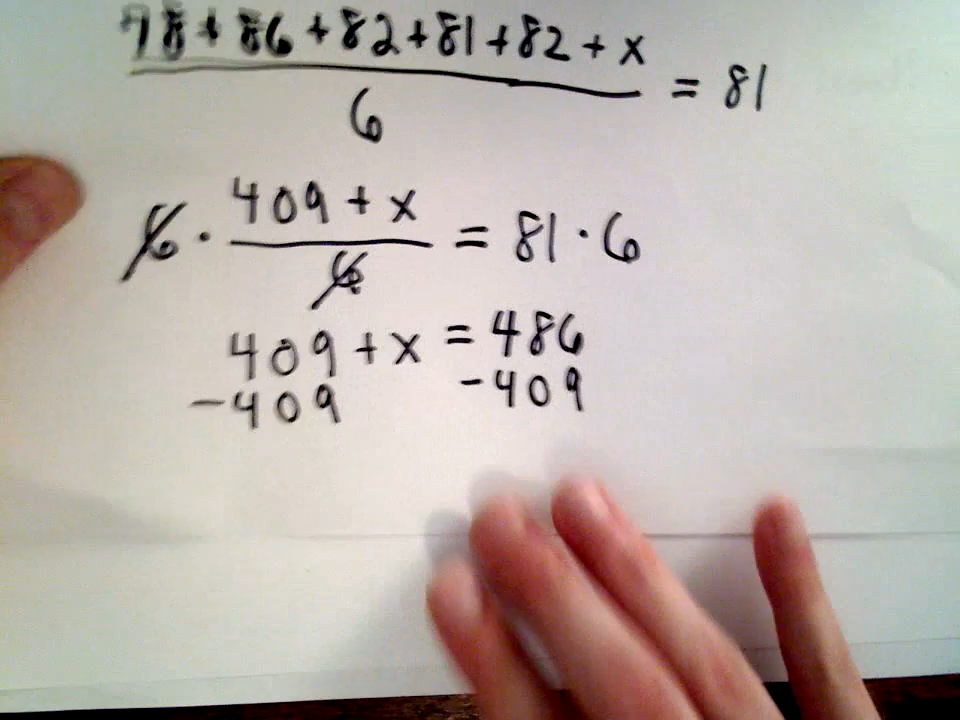 78 + 86 + 82 + 81 + 82 + x
6
= 81
6 · 409 + x
6
= 81 · 6
409 + x = 486
-409 -409